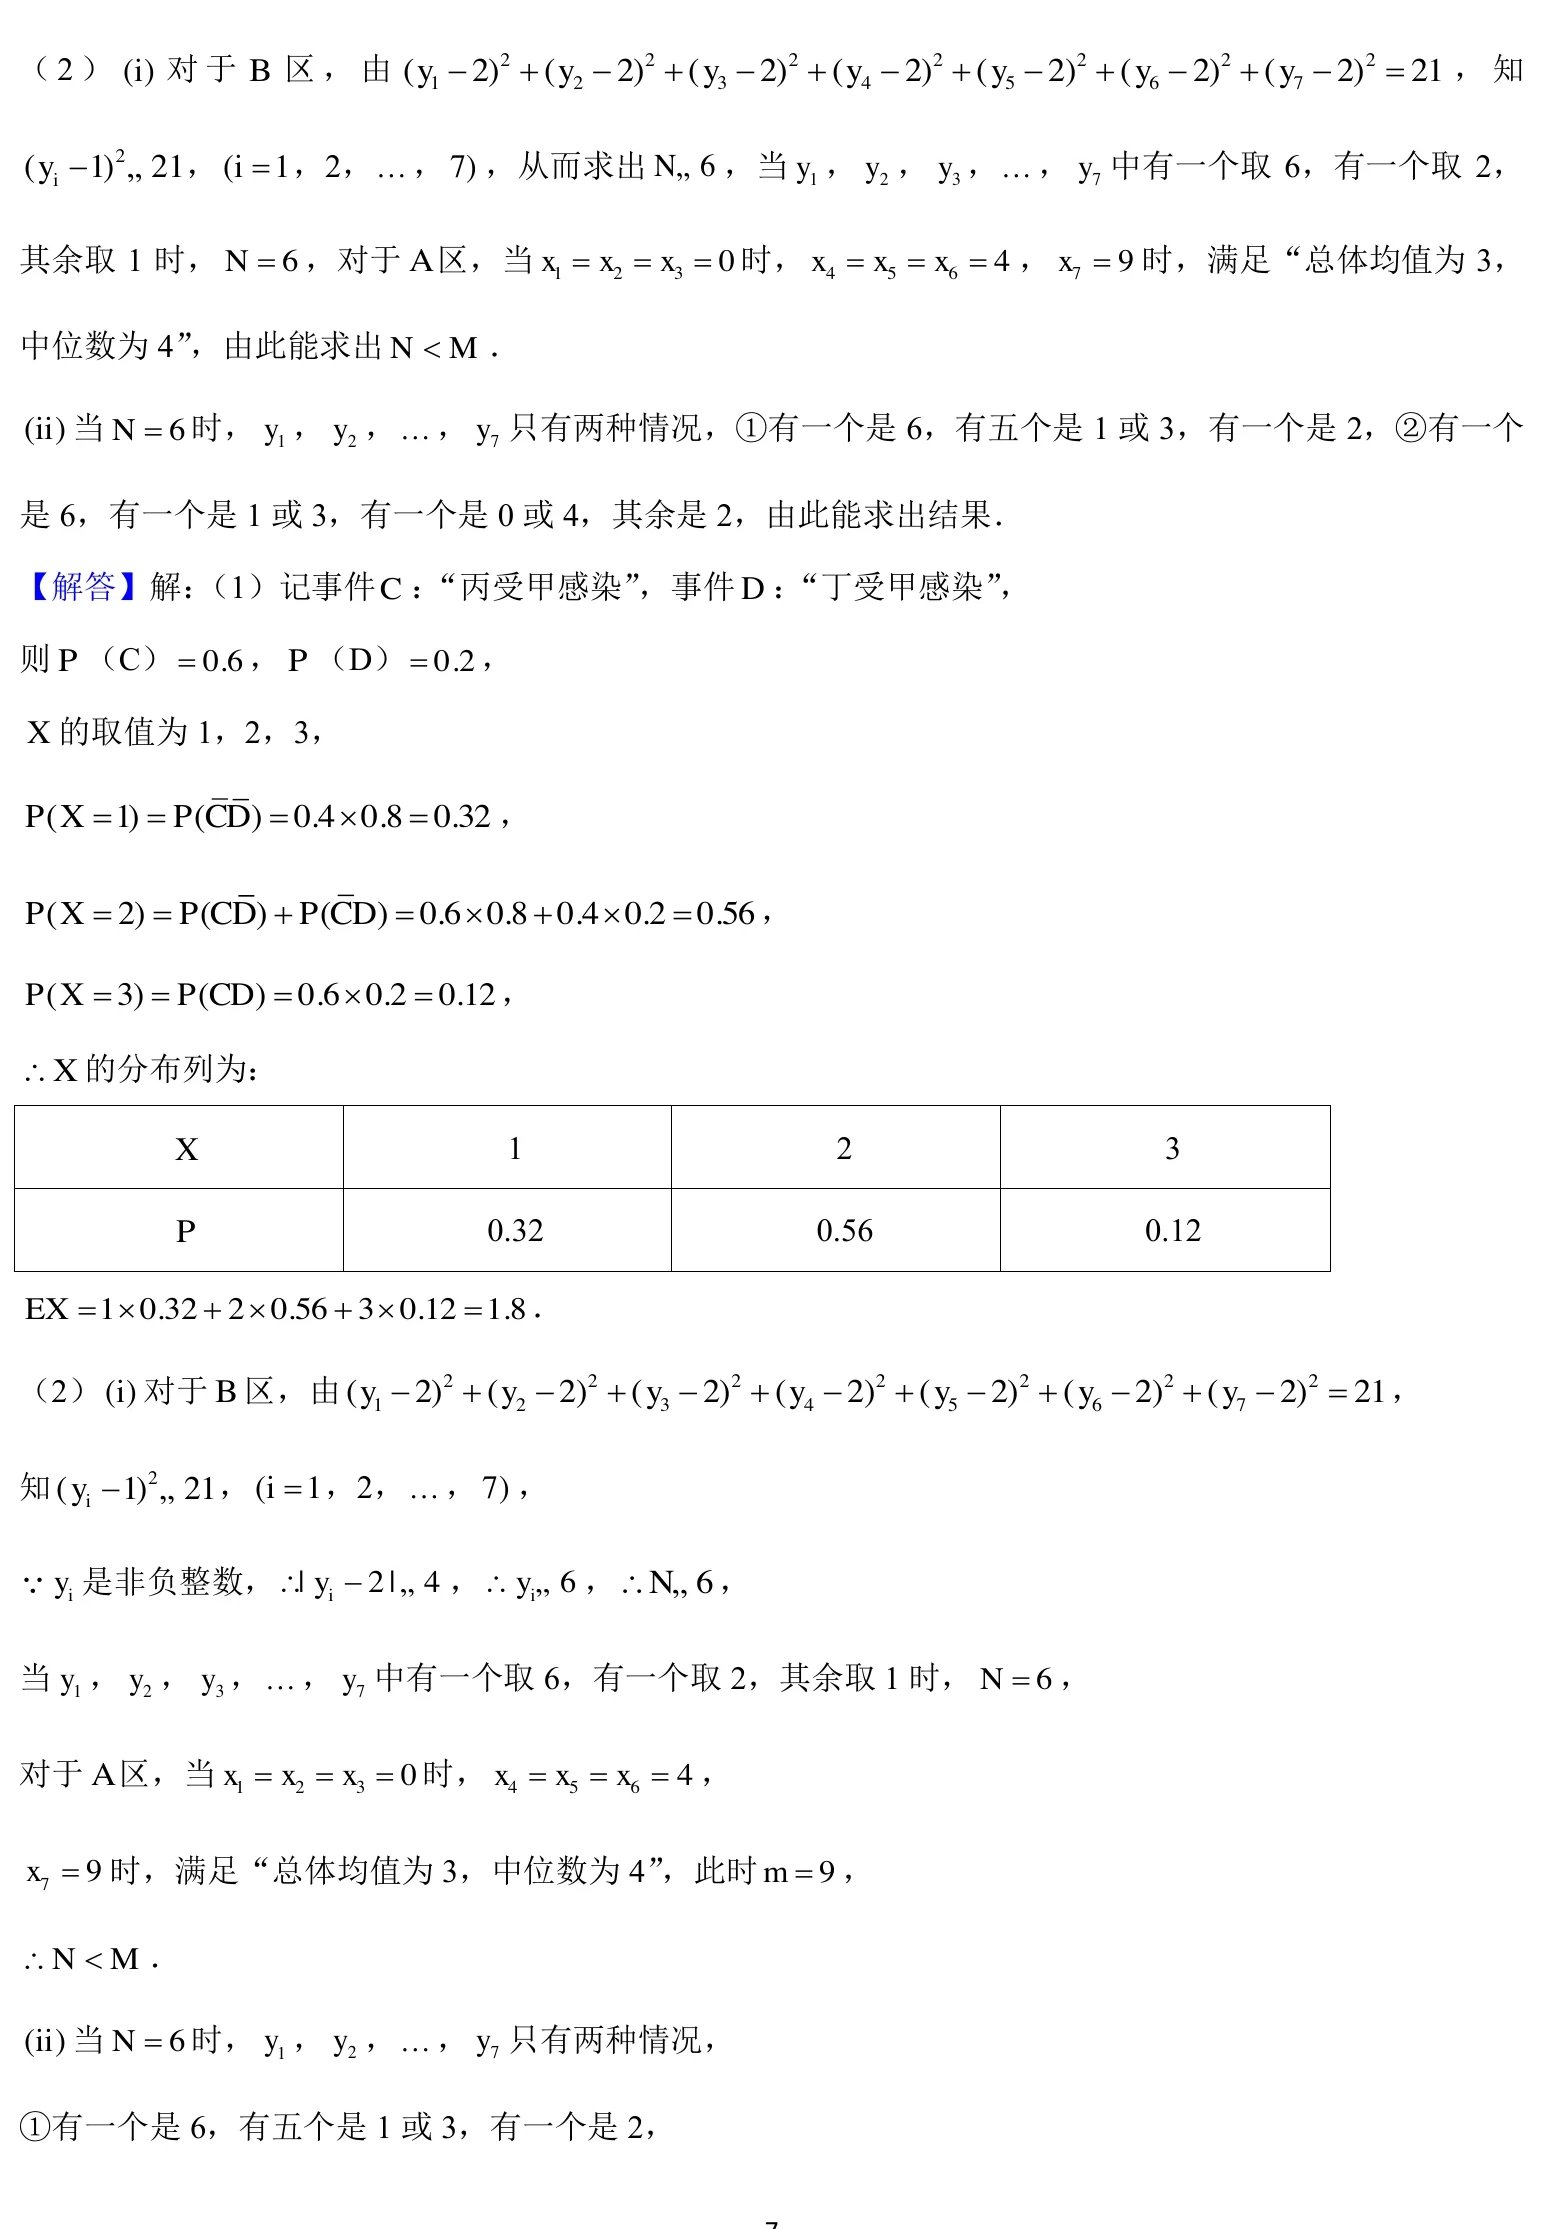 （2）(i) 对于 B 区，由 (y₁ − 2)² + (y₂ − 2)² + (y₃ − 2)² + (y₄ − 2)² + (y₅ − 2)² + (y₆ − 2)² + (y₇ − 2)² = 21，知
(yᵢ − 1)²„ 21，(i = 1，2，…，7)，从而求出 N„ 6，当 y₁，y₂，y₃，…，y₇ 中有一个取 6，有一个取 2，
其余取 1 时，N = 6，对于 A 区，当 x₁ = x₂ = x₃ = 0 时，x₄ = x₅ = x₆ = 4，x₇ = 9 时，满足“总体均值为 3，
中位数为 4”，由此能求出 N < M．
(ii) 当 N = 6 时，y₁，y₂，…，y₇ 只有两种情况，①有一个是 6，有五个是 1 或 3，有一个是 2，②有一个
是 6，有一个是 1 或 3，有一个是 0 或 4，其余是 2，由此能求出结果．
【解答】解：（1）记事件 C：“丙受甲感染”，事件 D：“丁受甲感染”，
则 P（C）= 0.6，P（D）= 0.2，
X 的取值为 1，2，3，
P(X = 1) = P(C̅D̅) = 0.4×0.8 = 0.32，
P(X = 2) = P(CD̅) + P(C̅D) = 0.6×0.8 + 0.4×0.2 = 0.56，
P(X = 3) = P(CD) = 0.6×0.2 = 0.12，
∴ X 的分布列为：
X 1 2 3
P 0.32 0.56 0.12
EX = 1×0.32 + 2×0.56 + 3×0.12 = 1.8．
（2）(i) 对于 B 区，由 (y₁ − 2)² + (y₂ − 2)² + (y₃ − 2)² + (y₄ − 2)² + (y₅ − 2)² + (y₆ − 2)² + (y₇ − 2)² = 21，
知 (yᵢ − 1)²„ 21，(i = 1，2，…，7)，
∵ yᵢ 是非负整数，∴| yᵢ − 2 |„ 4，∴ yᵢ„ 6，∴ N„ 6，
当 y₁，y₂，y₃，…，y₇ 中有一个取 6，有一个取 2，其余取 1 时，N = 6，
对于 A 区，当 x₁ = x₂ = x₃ = 0 时，x₄ = x₅ = x₆ = 4，
x₇ = 9 时，满足“总体均值为 3，中位数为 4”，此时 m = 9，
∴ N < M．
(ii) 当 N = 6 时，y₁，y₂，…，y₇ 只有两种情况，
①有一个是 6，有五个是 1 或 3，有一个是 2，
7